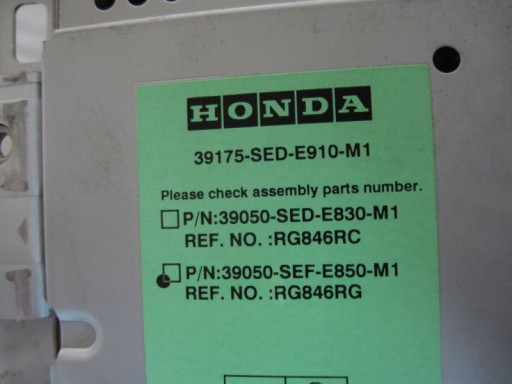 HONDA
39175-SED-E910-M1
Please check assembly parts number.
P/N:39050-SED-E830-M1
REF. NO. :RG846RC
P/N:39050-SEF-E850-M1
REF. NO. :RG846RG